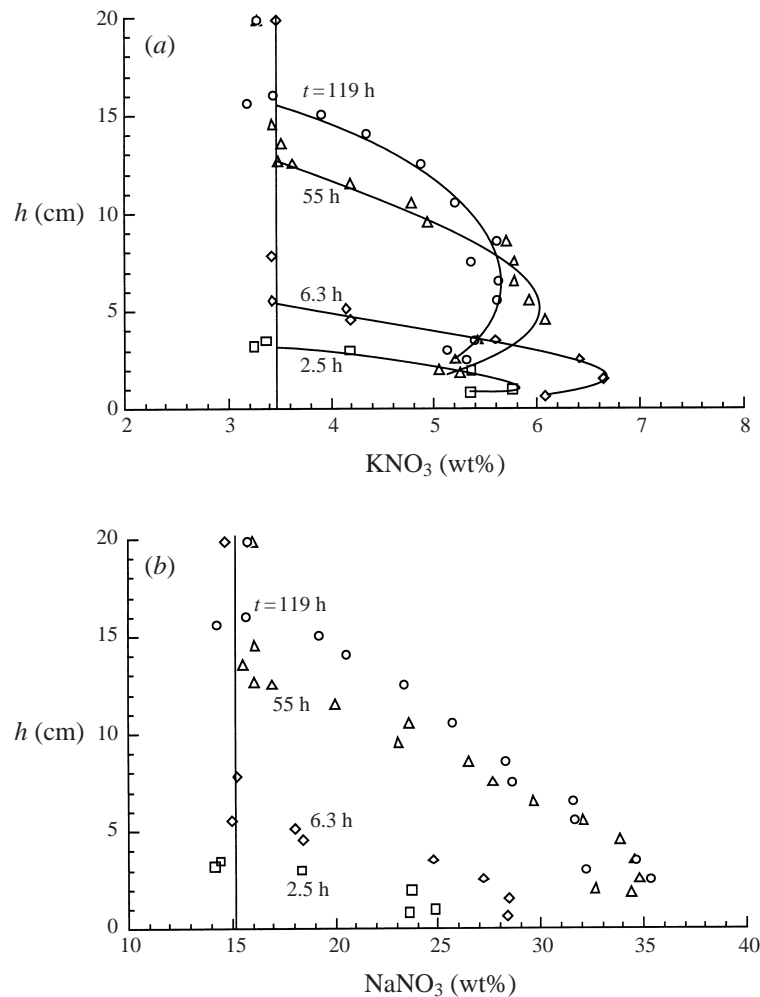 20
(a)
t = 119 h
15
55 h
h (cm) 10
6.3 h
5
2.5 h
0
2 3 4 5 6 7 8
KNO₃ (wt%)
20
(b)
t = 119 h
15
55 h
h (cm) 10
6.3 h
5
2.5 h
0
10 15 20 25 30 35 40
NaNO₃ (wt%)